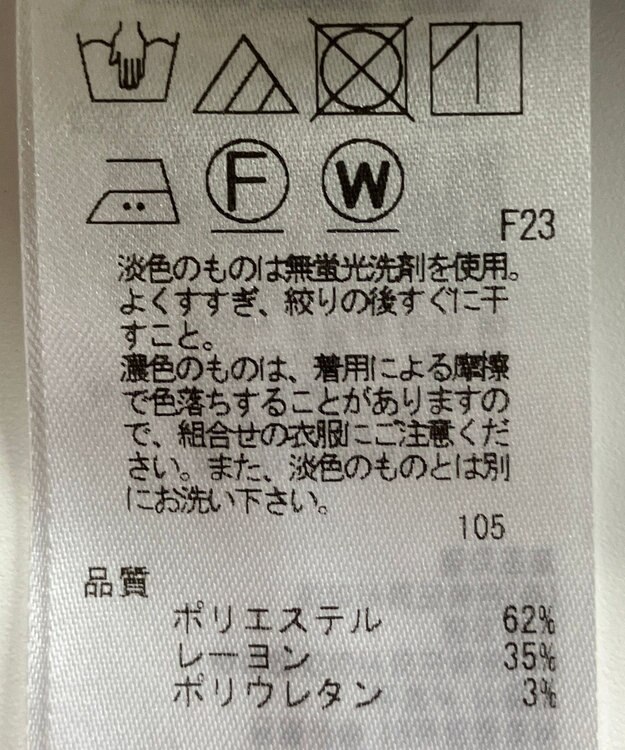 F W
F23
淡色のものは無蛍光洗剤を使用。
よくすすぎ、絞りの後すぐに干
すこと。
濃色のものは、着用による摩擦
で色落ちすることがありますの
で、組合せの衣服にご注意くだ
さい。また、淡色のものとは別
にお洗い下さい。
105
品質
ポリエステル 62%
レーヨン 35%
ポリウレタン 3%